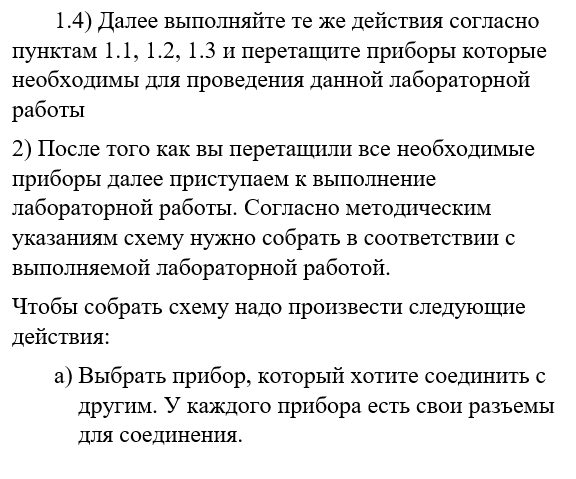 1.4) Далее выполняйте те же действия согласно
пунктам 1.1, 1.2, 1.3 и перетащите приборы которые
необходимы для проведения данной лабораторной
работы
2) После того как вы перетащили все необходимые
приборы далее приступаем к выполнение
лабораторной работы. Согласно методическим
указаниям схему нужно собрать в соответствии с
выполняемой лабораторной работой.
Чтобы собрать схему надо произвести следующие
действия:
а) Выбрать прибор, который хотите соединить с
другим. У каждого прибора есть свои разъемы
для соединения.